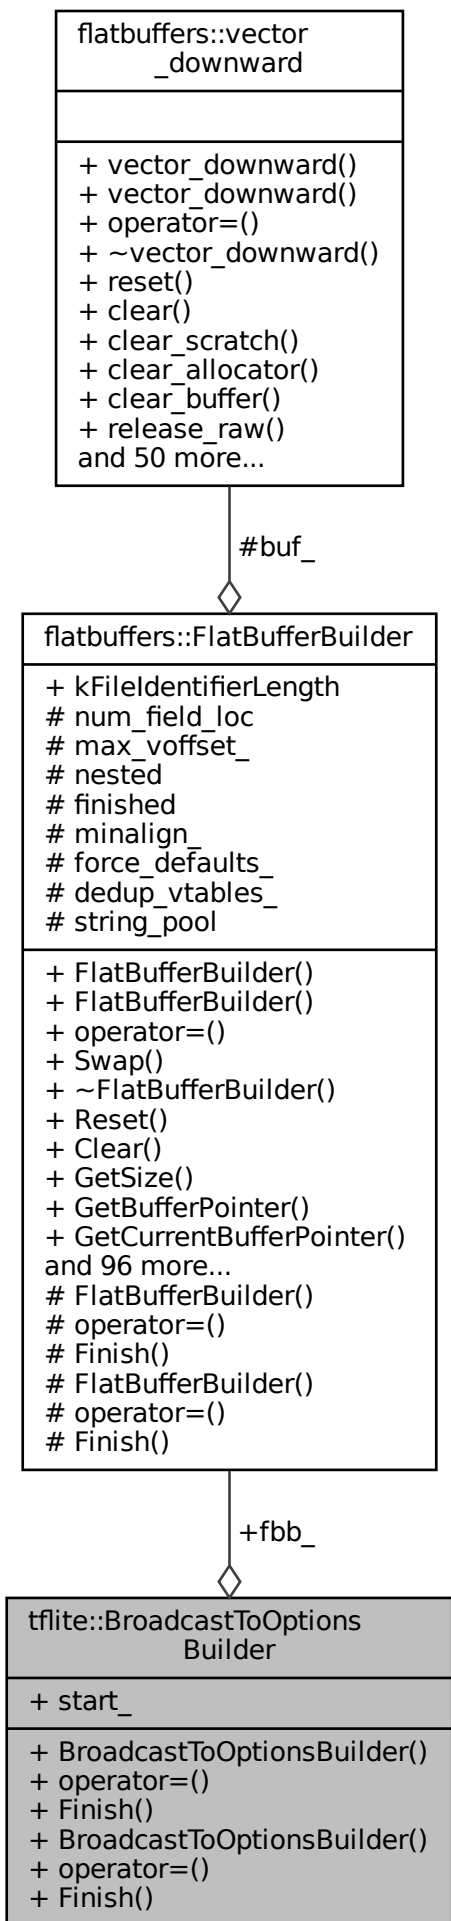 flatbuffers::vector
_downward
+ vector_downward()
+ vector_downward()
+ operator=()
+ ~vector_downward()
+ reset()
+ clear()
+ clear_scratch()
+ clear_allocator()
+ clear_buffer()
+ release_raw()
and 50 more...
#buf_
flatbuffers::FlatBufferBuilder
+ kFileIdentifierLength
# num_field_loc
# max_voffset_
# nested
# finished
# minalign_
# force_defaults_
# dedup_vtables_
# string_pool
+ FlatBufferBuilder()
+ FlatBufferBuilder()
+ operator=()
+ Swap()
+ ~FlatBufferBuilder()
+ Reset()
+ Clear()
+ GetSize()
+ GetBufferPointer()
+ GetCurrentBufferPointer()
and 96 more...
# FlatBufferBuilder()
# operator=()
# Finish()
# FlatBufferBuilder()
# operator=()
# Finish()
+fbb_
tflite::BroadcastToOptions
Builder
+ start_
+ BroadcastToOptionsBuilder()
+ operator=()
+ Finish()
+ BroadcastToOptionsBuilder()
+ operator=()
+ Finish()